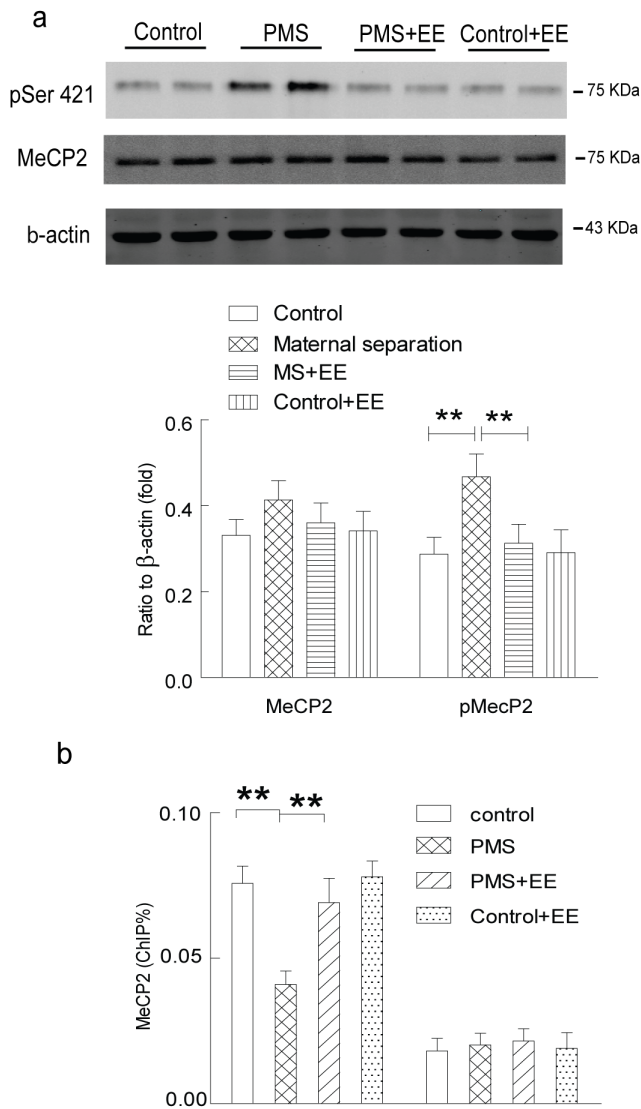 a
Control PMS PMS+EE Control+EE
pSer 421 – 75 KDa
MeCP2 – 75 KDa
b-actin – 43 KDa
Control
Maternal separation
MS+EE
Control+EE
Ratio to β-actin (fold)
0.6
0.4
0.2
0.0
** **
MeCP2 pMecP2
b
MeCP2 (ChIP%)
0.10
0.05
0.00
** **
control
PMS
PMS+EE
Control+EE